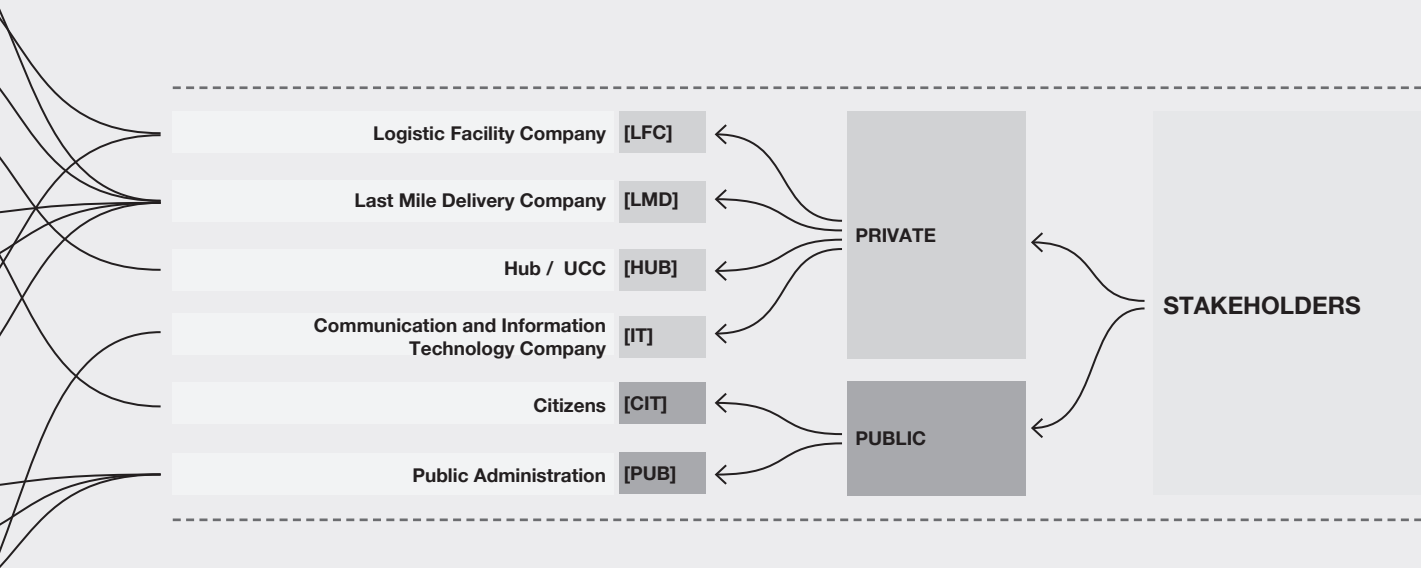 Logistic Facility Company [LFC]
Last Mile Delivery Company [LMD]
Hub / UCC [HUB]
Communication and Information
Technology Company
[IT]
Citizens [CIT]
Public Administration [PUB]
PRIVATE
PUBLIC
STAKEHOLDERS